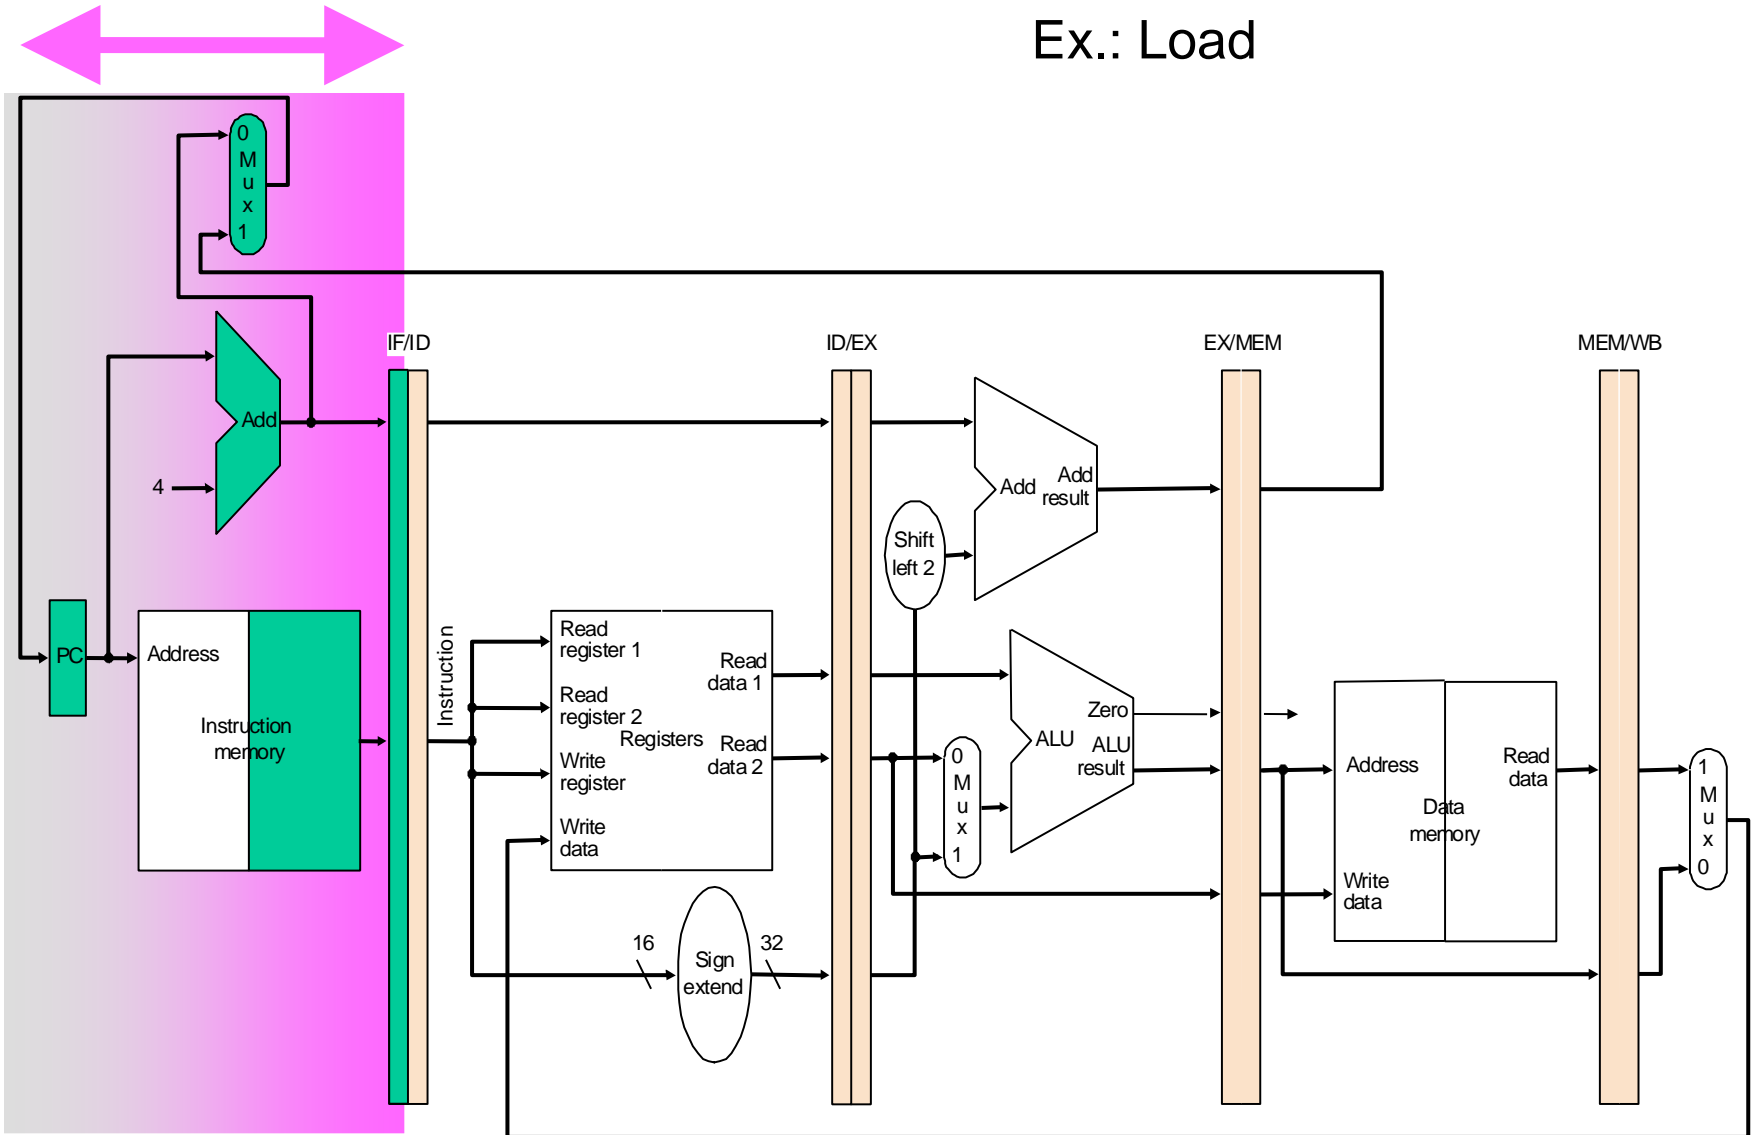 Ex.: Load
0
M
u
x
1
IF/ID
ID/EX
EX/MEM
MEM/WB
Add
4
Add
Add
result
Shift
left 2
PC
Address
Instruction
memory
Instruction
Read
register 1
Read
register 2
Write
register
Write
data
Registers
Read
data 1
Read
data 2
0
M
u
x
1
Zero
ALU
ALU
result
Address
Read
data
Data
memory
Write
data
1
M
u
x
0
16
Sign
extend
32